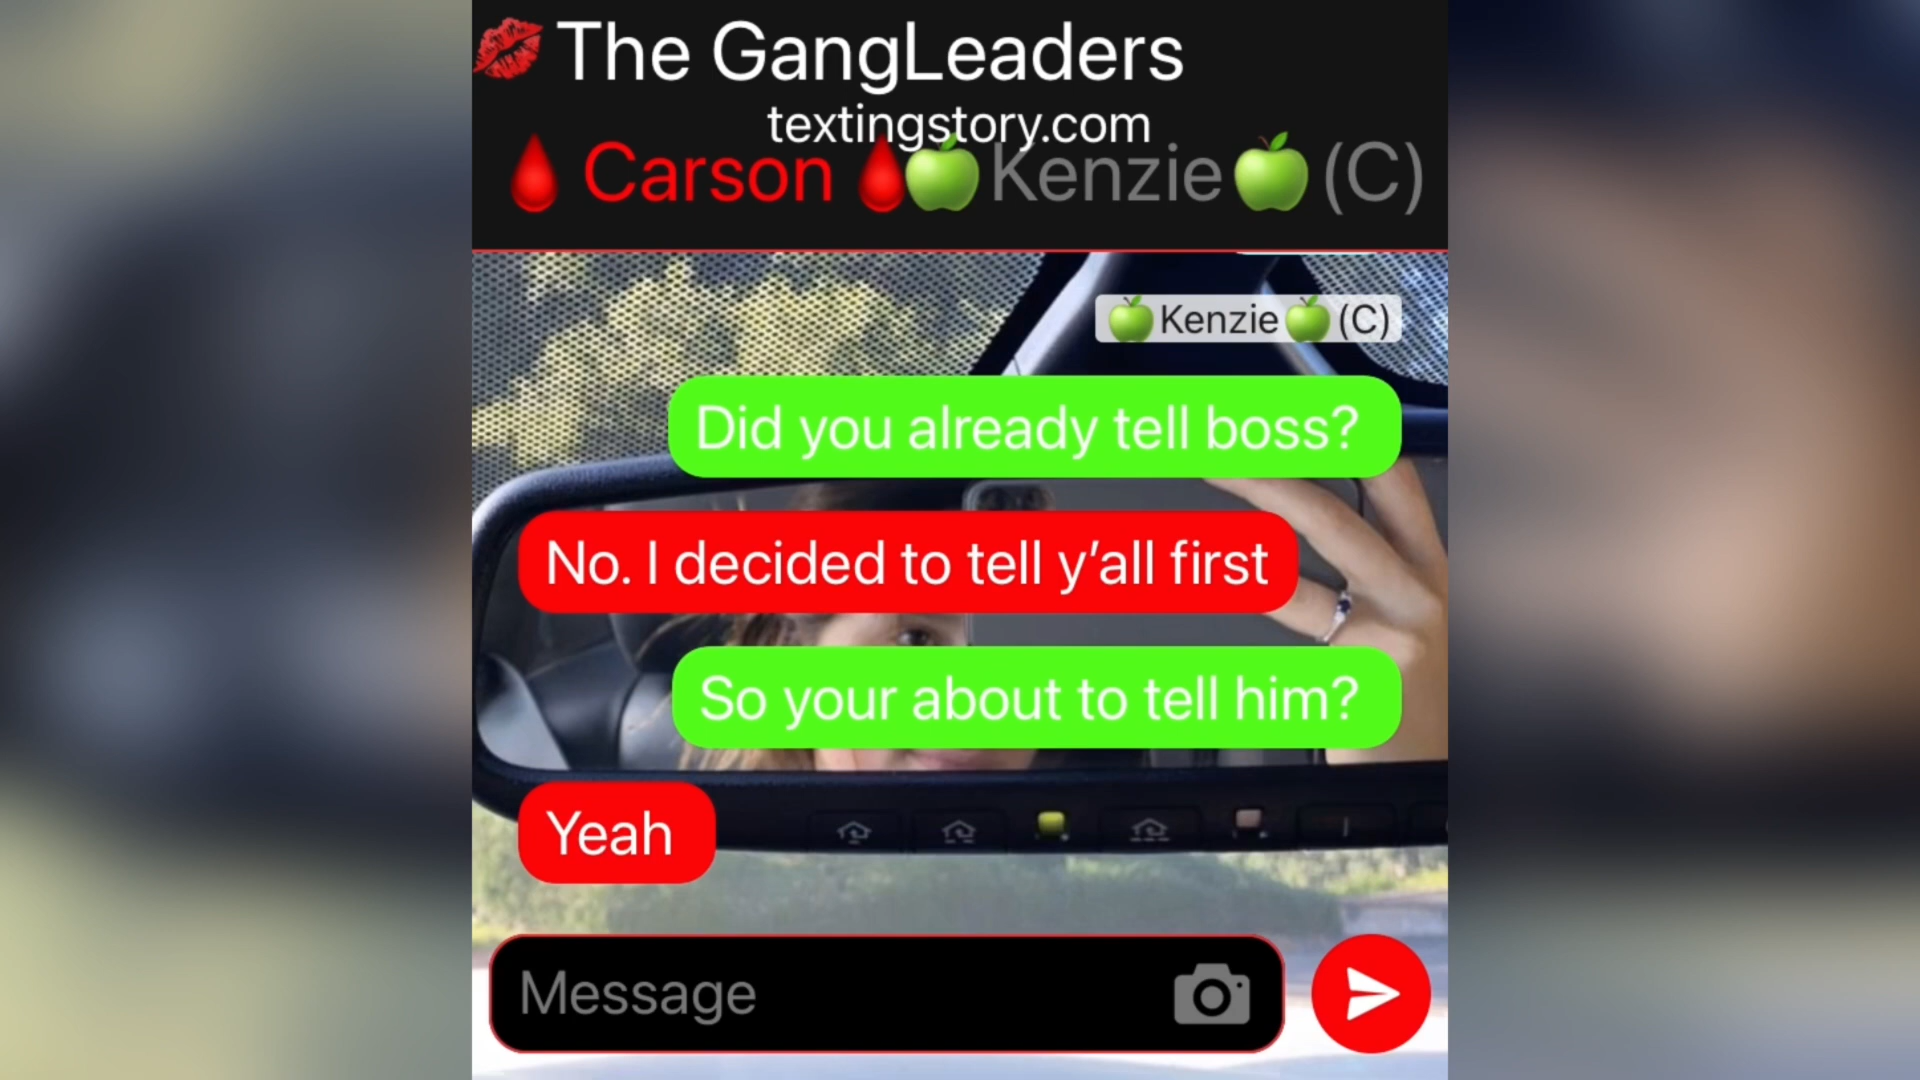 💋The GangLeaders
textingstory.com
🩸 Carson 🩸🍏Kenzie🍏(C)
🍏Kenzie🍏(C)
Did you already tell boss?
No. I decided to tell y’all first
So your about to tell him?
Yeah
Message